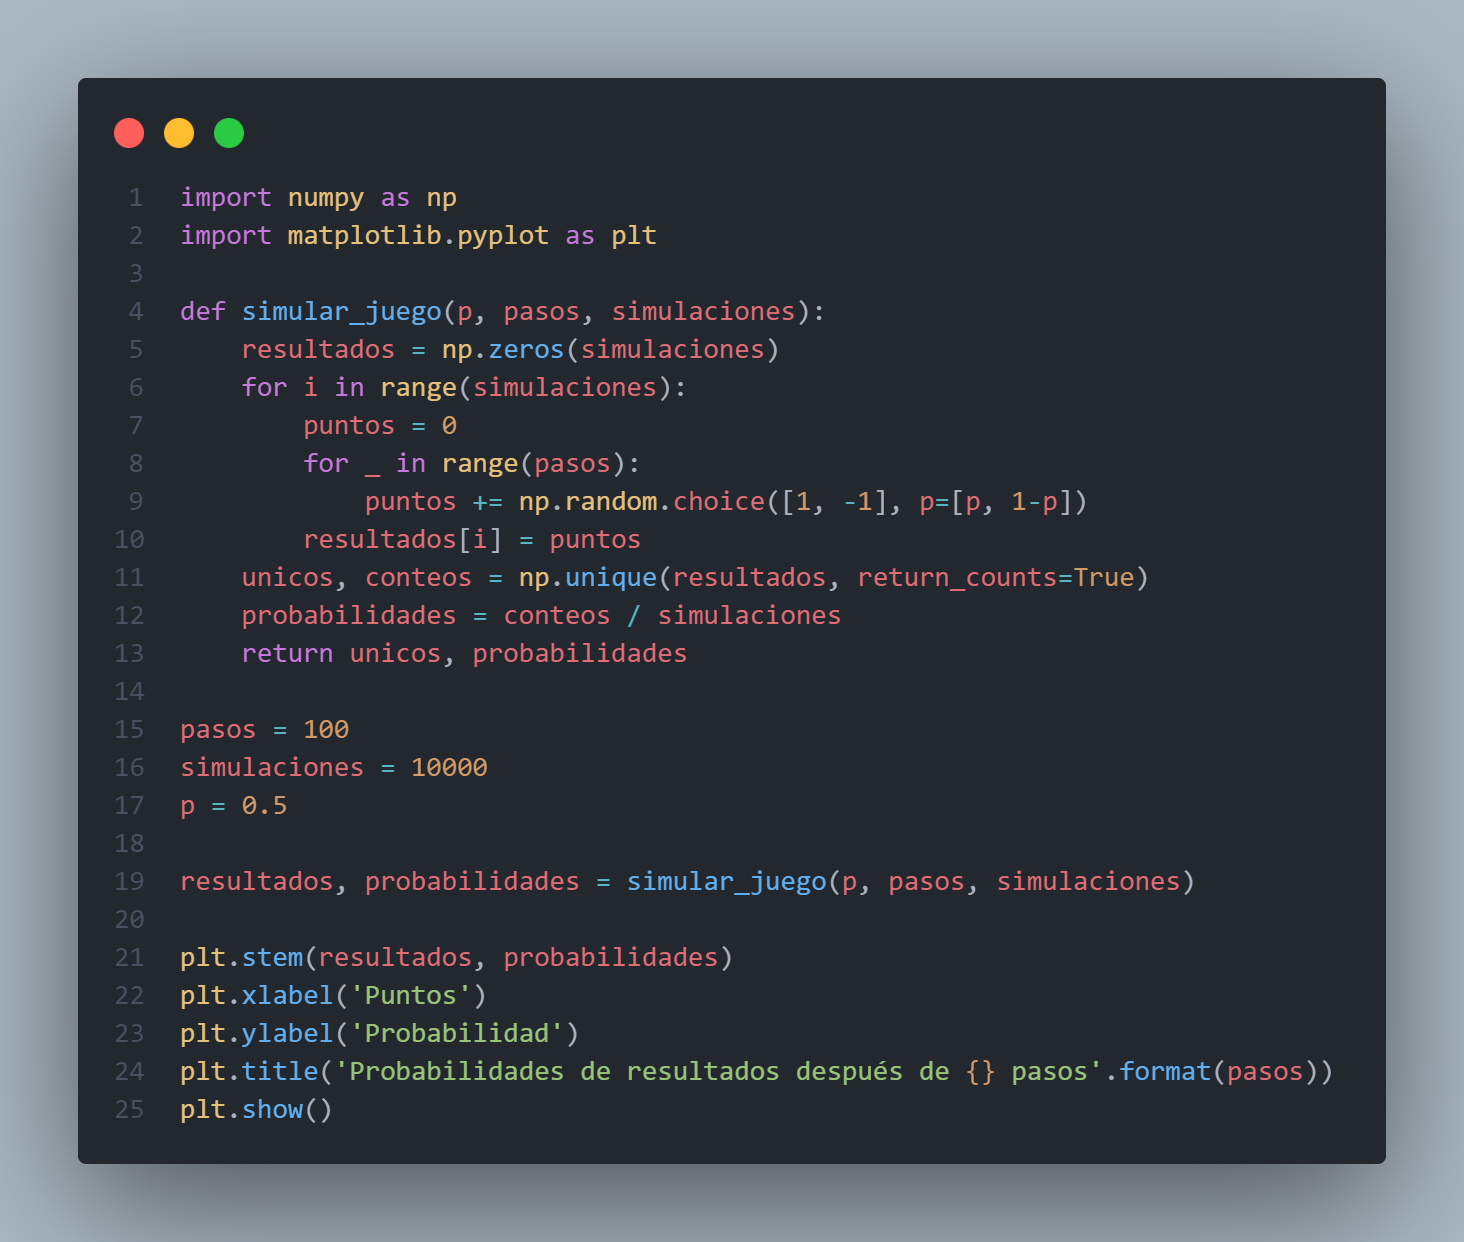 1 import numpy as np
2 import matplotlib.pyplot as plt
3
4 def simular_juego(p, pasos, simulaciones):
5     resultados = np.zeros(simulaciones)
6     for i in range(simulaciones):
7         puntos = 0
8         for _ in range(pasos):
9             puntos += np.random.choice([1, -1], p=[p, 1-p])
10         resultados[i] = puntos
11     unicos, conteos = np.unique(resultados, return_counts=True)
12     probabilidades = conteos / simulaciones
13     return unicos, probabilidades
14
15 pasos = 100
16 simulaciones = 10000
17 p = 0.5
18
19 resultados, probabilidades = simular_juego(p, pasos, simulaciones)
20
21 plt.stem(resultados, probabilidades)
22 plt.xlabel('Puntos')
23 plt.ylabel('Probabilidad')
24 plt.title('Probabilidades de resultados después de {} pasos'.format(pasos))
25 plt.show()